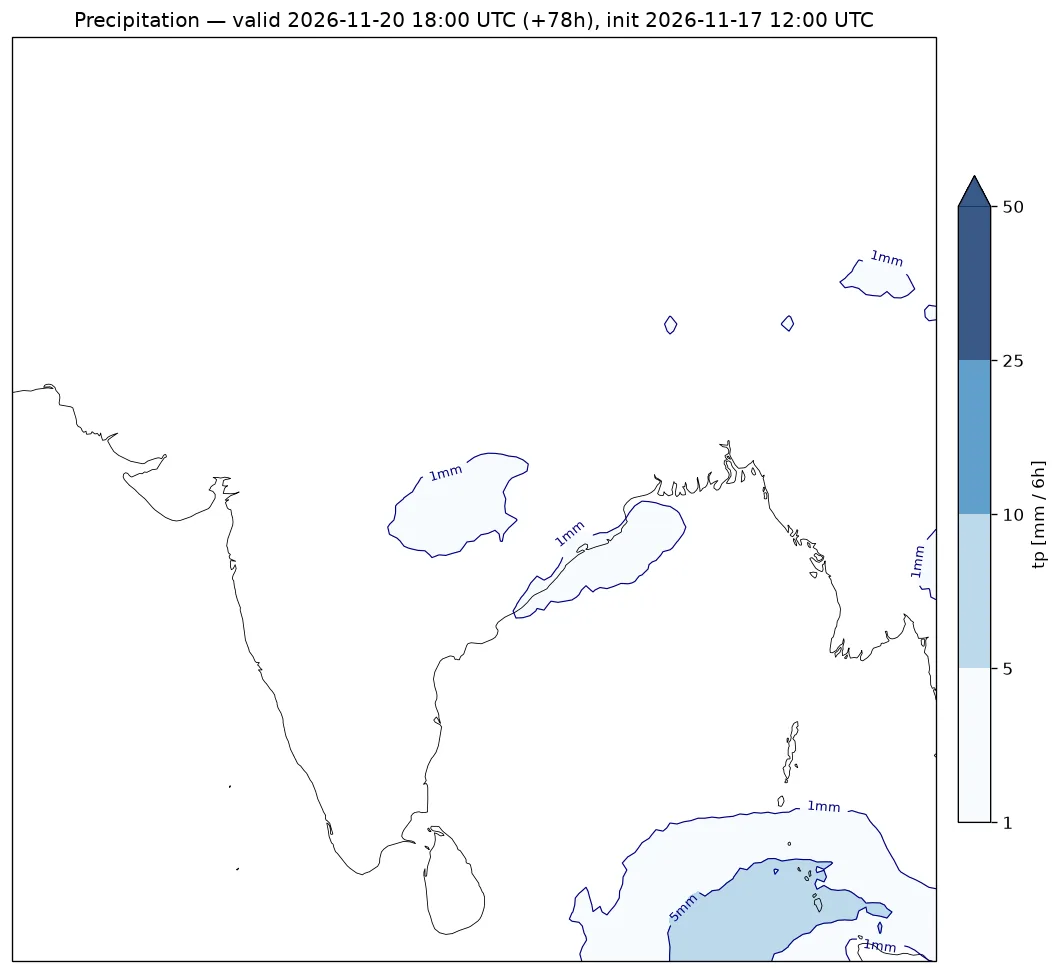 Precipitation — valid 2026-11-20 18:00 UTC (+78h), init 2026-11-17 12:00 UTC
1mm
1mm
1mm
1mm
1mm
5mm
1mm
50
25
10
5
1
tp [mm / 6h]